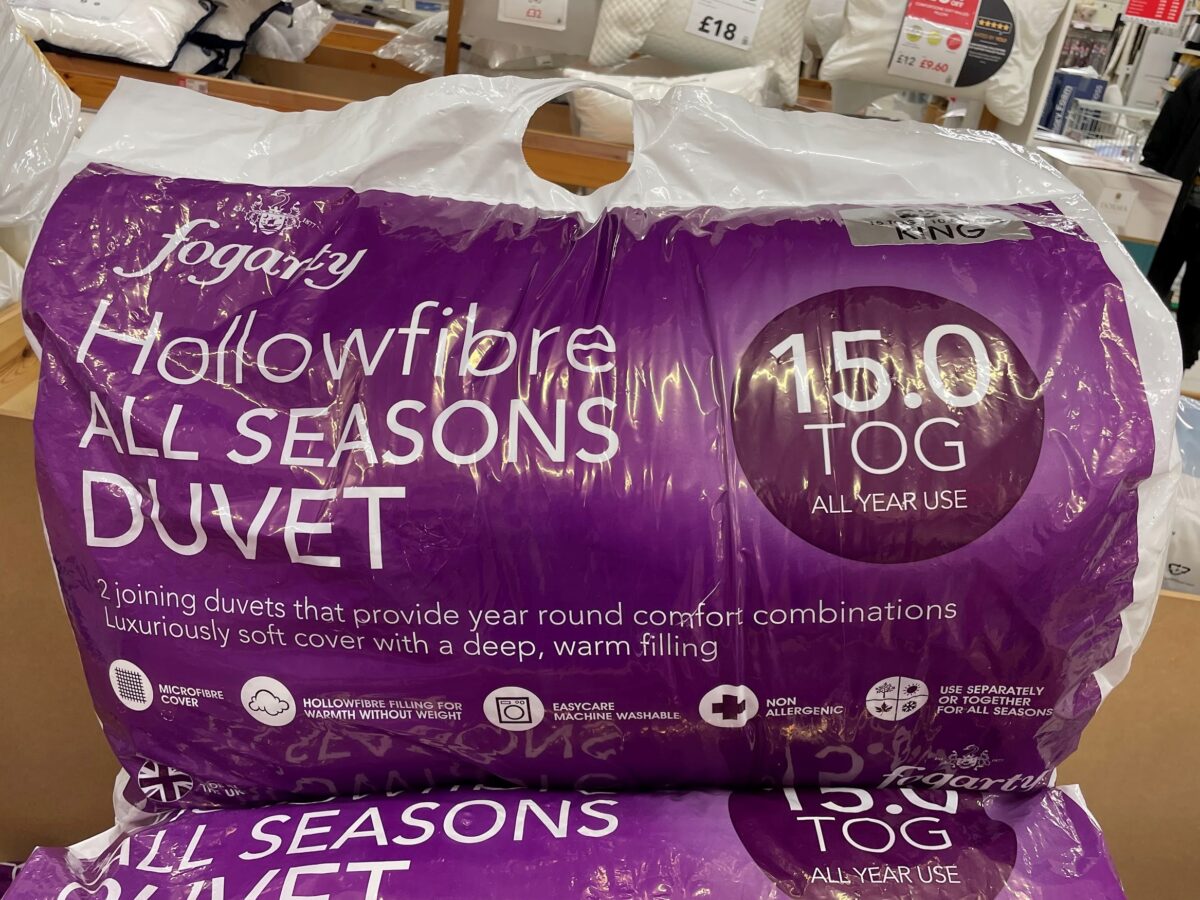 £18
£12 £9.60
fogarty
KING
Hollowfibre
ALL SEASONS
DUVET
15.0
TOG
ALL YEAR USE
2 joining duvets that provide year round comfort combinations
Luxuriously soft cover with a deep, warm filling
MICROFIBRE
COVER
HOLLOWFIBRE FILLING FOR
WARMTH WITHOUT WEIGHT
EASYCARE
MACHINE WASHABLE
NON
ALLERGENIC
USE SEPARATELY
OR TOGETHER
FOR ALL SEASONS
fogarty
ALL SEASONS
DUVET
15.0
TOG
ALL YEAR USE